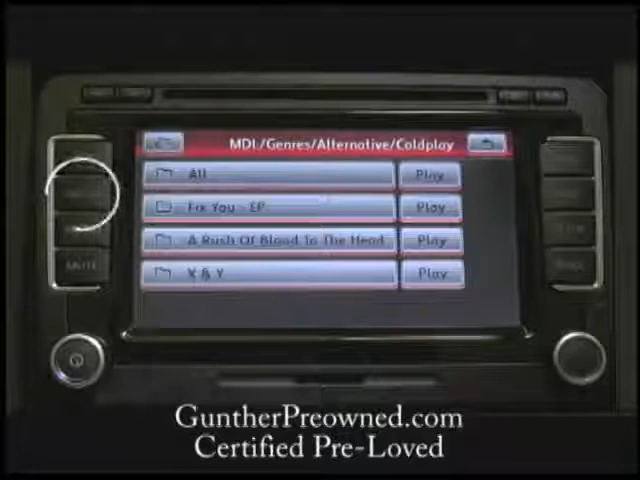 MDI/Genres/Alternative/Coldplay
All Play
Fix You - EP Play
A Rush Of Blood To The Head Play
X & Y Play
MUTE
GuntherPreowned.com
Certified Pre-Loved